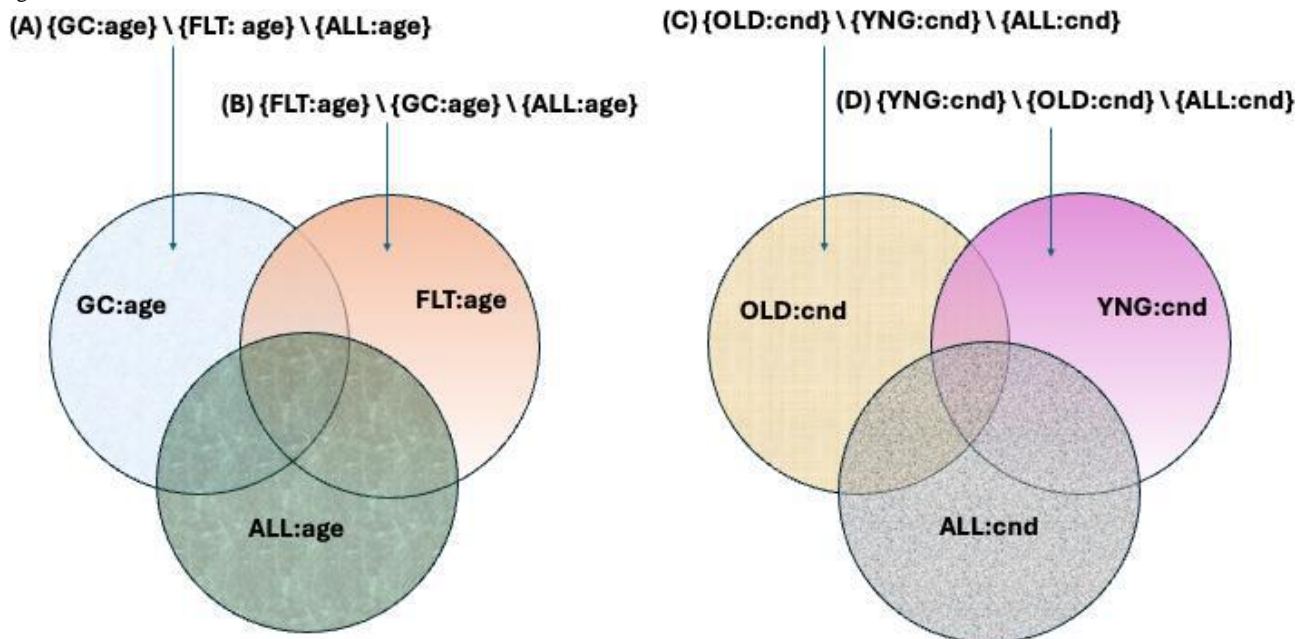 (A) {GC:age} \ {FLT: age} \ {ALL:age}
(B) {FLT:age} \ {GC:age} \ {ALL:age}
GC:age
FLT:age
ALL:age
(C) {OLD:cnd} \ {YNG:cnd} \ {ALL:cnd}
(D) {YNG:cnd} \ {OLD:cnd} \ {ALL:cnd}
OLD:cnd
YNG:cnd
ALL:cnd